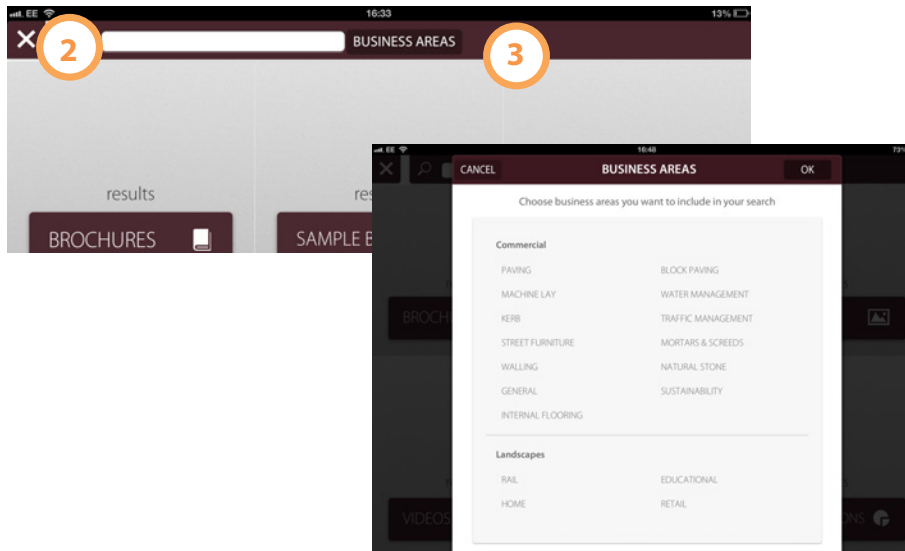 EE 16:33 13%
2 BUSINESS AREAS 3
results
BROCHURES SAMPLE B
EE 16:48 73%
CANCEL BUSINESS AREAS OK
Choose business areas you want to include in your search
Commercial
PAVING BLOCK PAVING
MACHINE LAY WATER MANAGEMENT
KERB TRAFFIC MANAGEMENT
STREET FURNITURE MORTARS & SCREEDS
WALLING NATURAL STONE
GENERAL SUSTAINABILITY
INTERNAL FLOORING
Landscapes
RAIL EDUCATIONAL
HOME RETAIL
BROCH
VIDEOS ONS